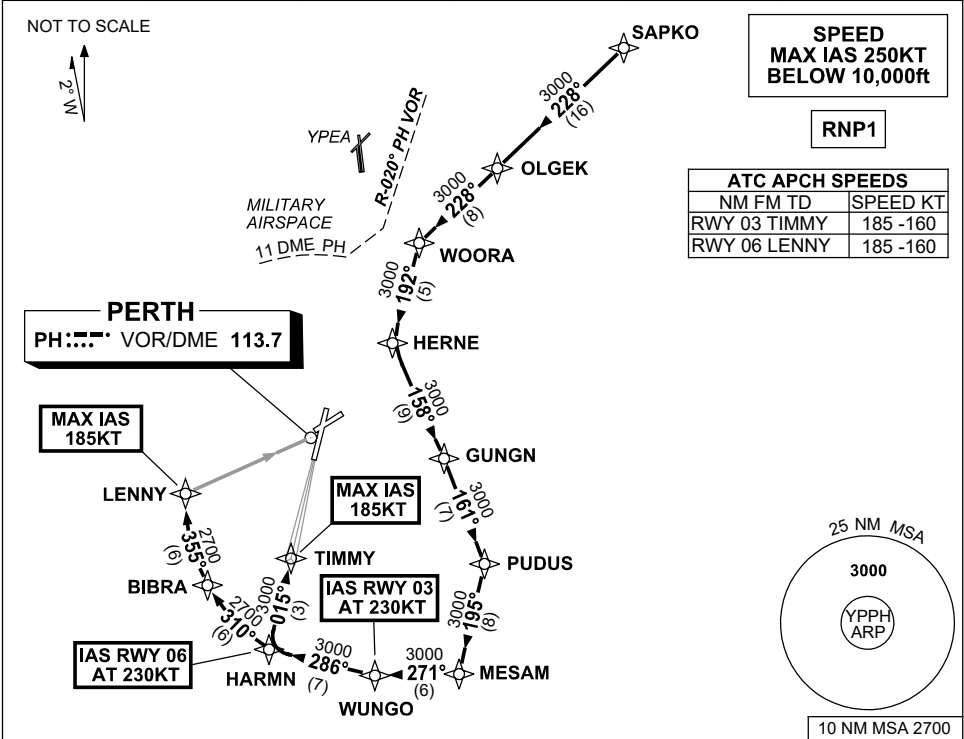 NOT TO SCALE
2° W
SAPKO
SPEED
MAX IAS 250KT
BELOW 10,000ft
RNP1
ATC APCH SPEEDS
NM FM TD SPEED KT
RWY 03 TIMMY 185 -160
RWY 06 LENNY 185 -160
3000
228°
(16)
YPEA
R-020° PH VOR
OLGEK
3000
228°
(8)
MILITARY
AIRSPACE
11 DME PH
WOORA
3000
192°
(5)
PERTH
PH VOR/DME 113.7
HERNE
3000
158°
(9)
MAX IAS
185KT
GUNGN
LENNY
MAX IAS
185KT
3000
161°
(7)
2700
355°
(6)
TIMMY
PUDUS
BIBRA
3000
015°
(3)
IAS RWY 03
AT 230KT
3000
195°
(8)
2700
310°
(6)
IAS RWY 06
AT 230KT
HARMN
3000
286°
(7)
WUNGO
3000
271°
(6)
MESAM
25 NM MSA
3000
YPPH
ARP
10 NM MSA 2700